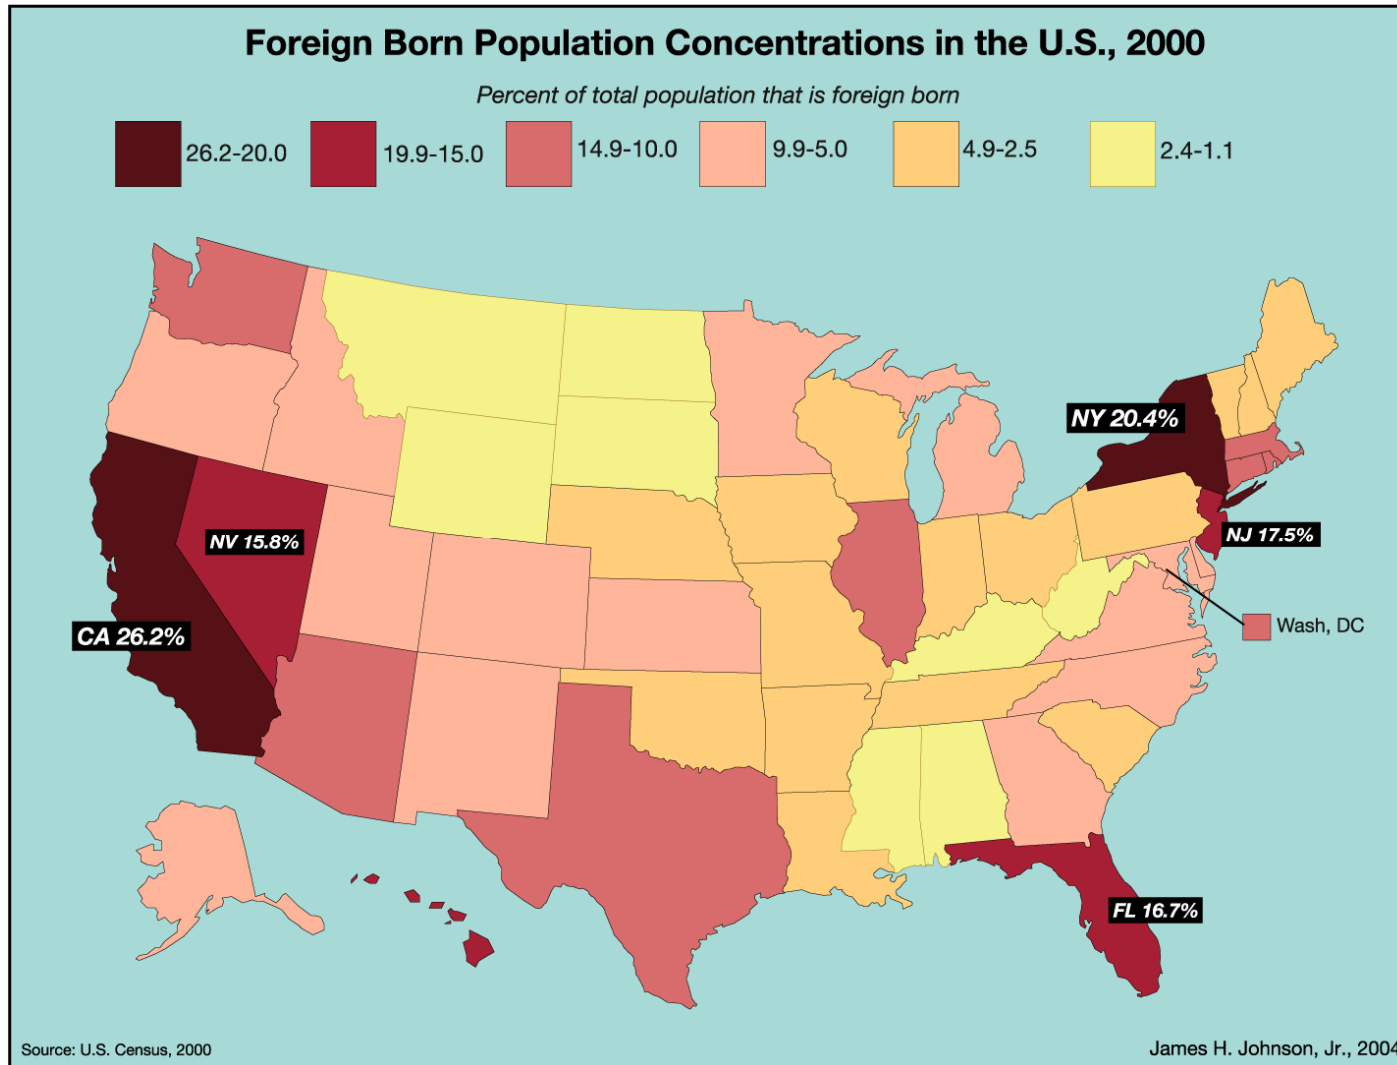 Foreign Born Population Concentrations in the U.S., 2000
Percent of total population that is foreign born
26.2-20.0
19.9-15.0
14.9-10.0
9.9-5.0
4.9-2.5
2.4-1.1
NY 20.4%
NV 15.8%
NJ 17.5%
CA 26.2%
Wash, DC
FL 16.7%
Source: U.S. Census, 2000
James H. Johnson, Jr., 2004